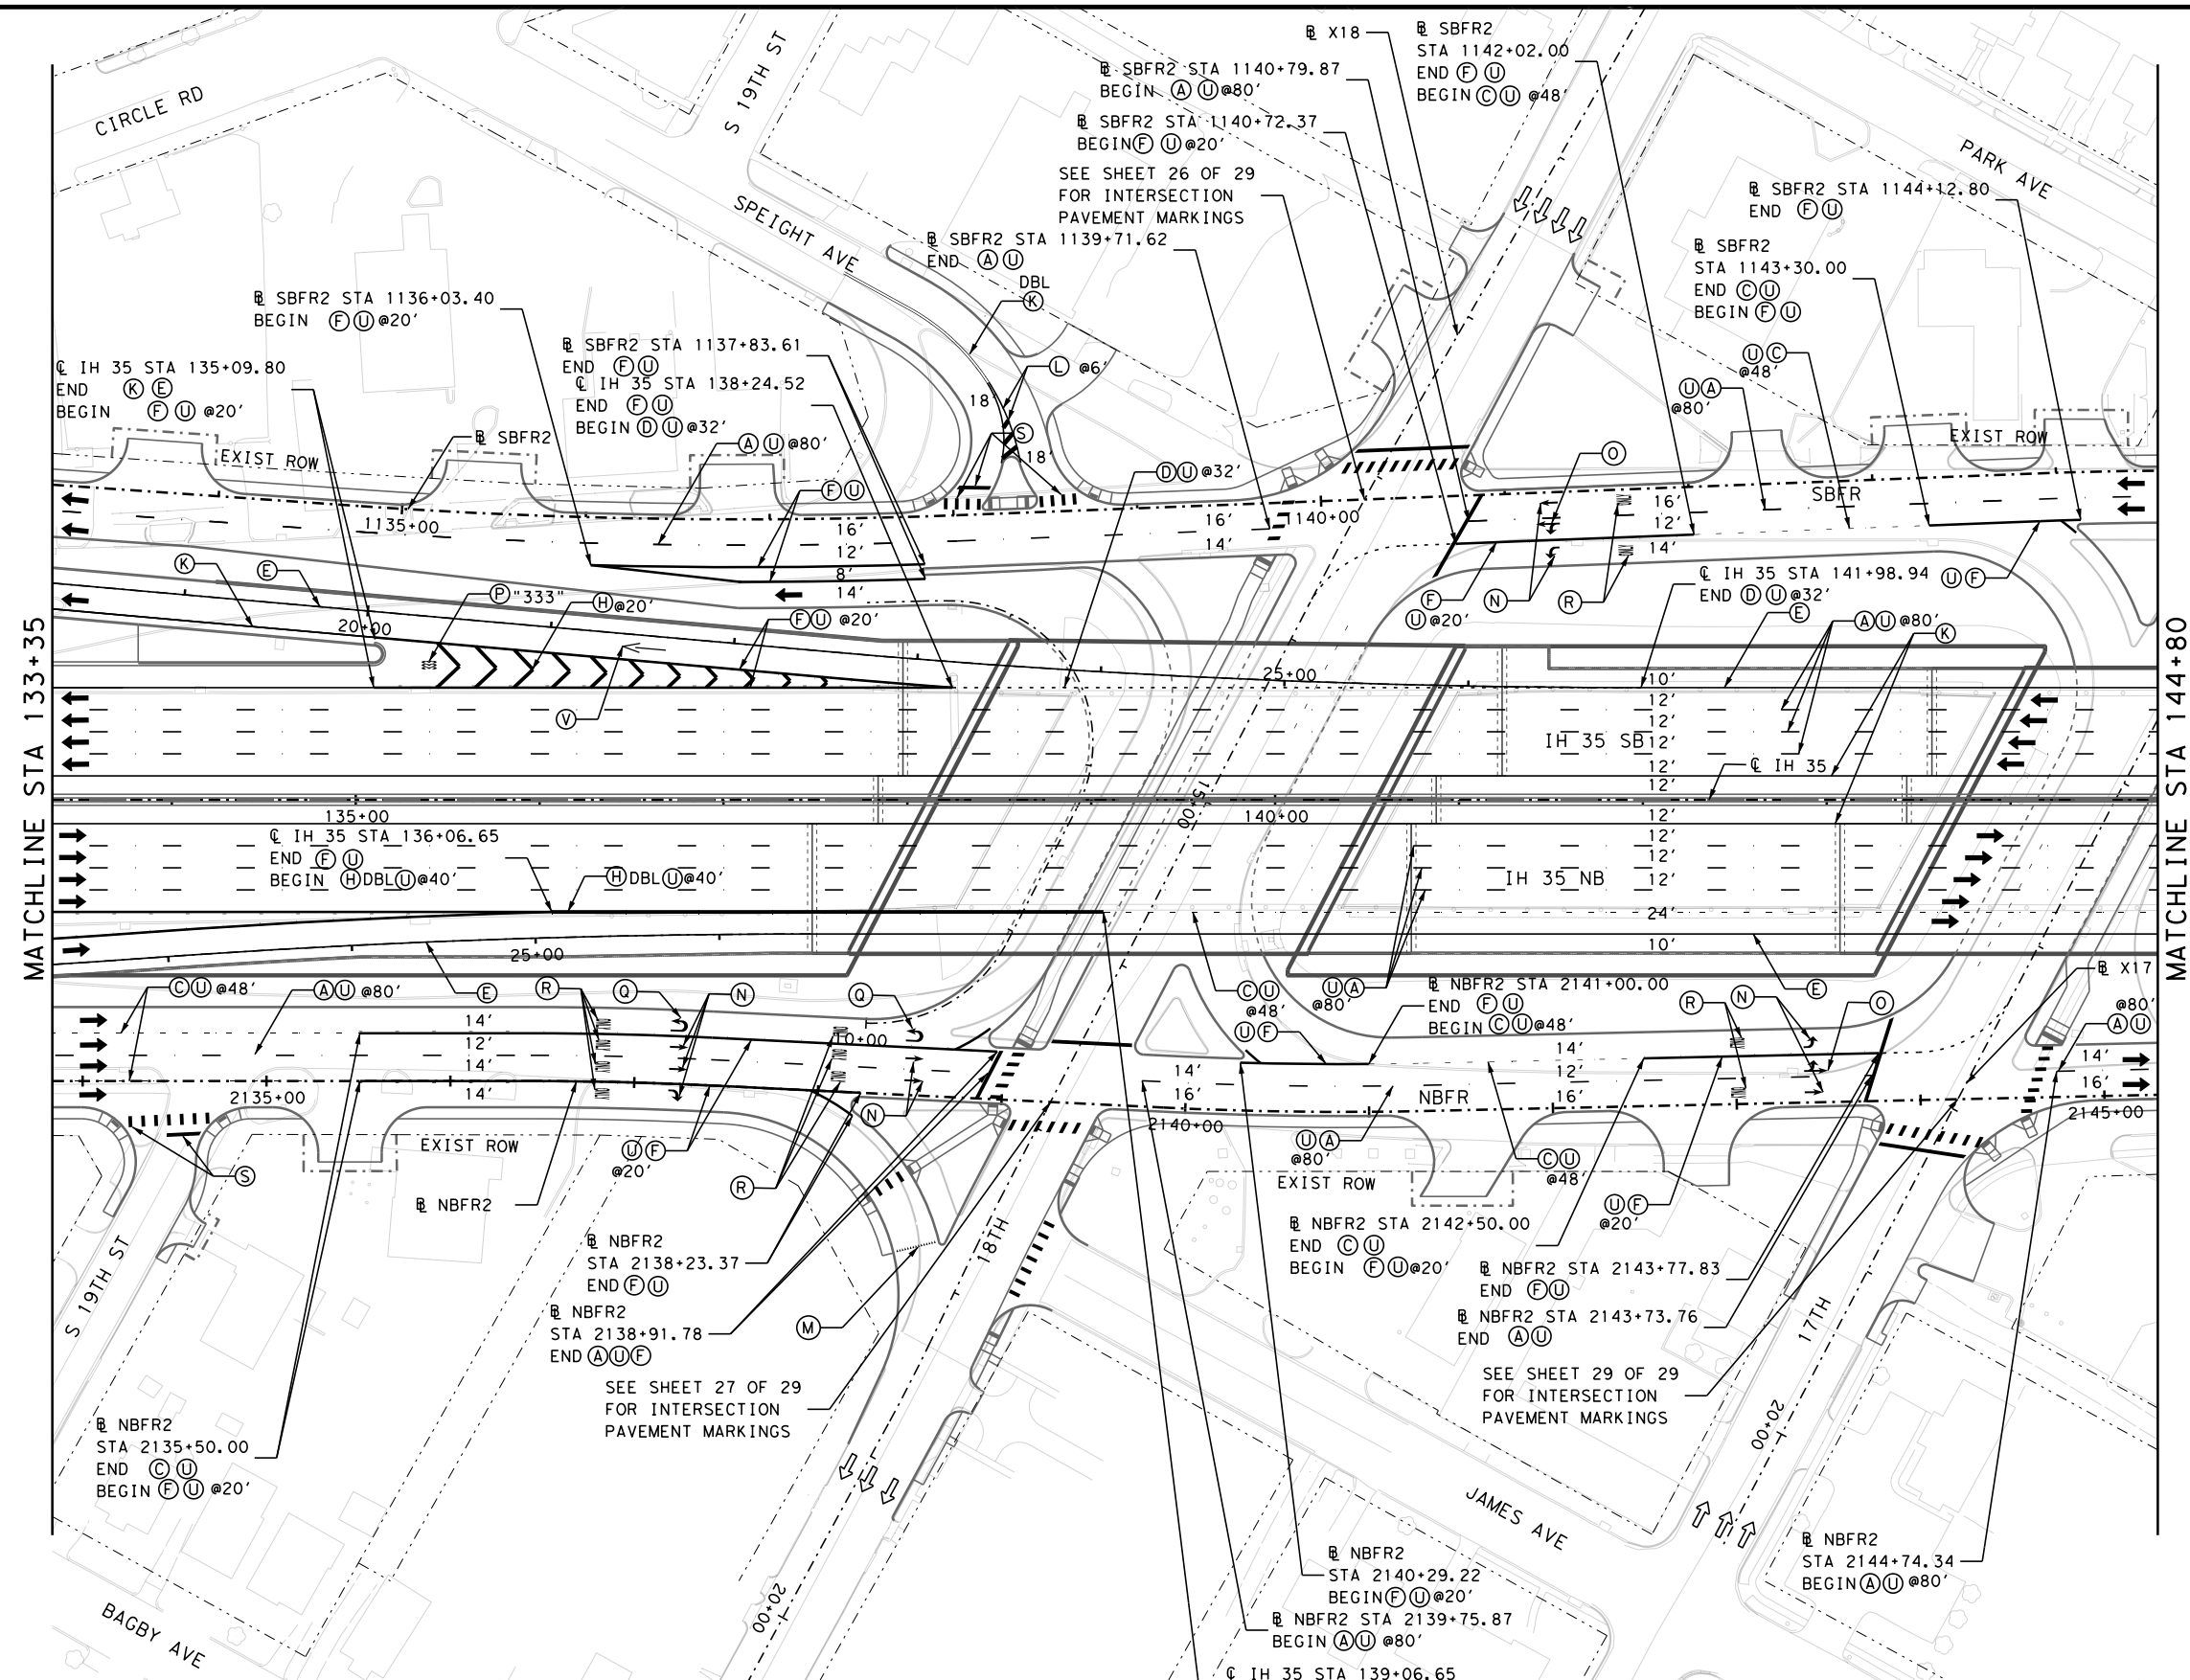 CIRCLE RD
S 19TH ST
SPEIGHT AVE
PARK AVE
℄ X18
SBFR2
STA 1142+02.00
END F U
BEGIN C U @48'
SBFR2 STA 1140+79.87
BEGIN A U @80'
SBFR2 STA 1140+72.37
BEGIN F U @20'
SEE SHEET 26 OF 29
FOR INTERSECTION
PAVEMENT MARKINGS
SBFR2 STA 1139+71.62
END A U
DBL
K
SBFR2 STA 1144+12.80
END F U
SBFR2
STA 1143+30.00
END C U
BEGIN F U
U C
@48'
U A
@80'
SBFR2 STA 1136+03.40
BEGIN F U @20'
SBFR2 STA 1137+83.61
END F U
℄ IH 35 STA 138+24.52
END F U
BEGIN D U @32'
℄ IH 35 STA 135+09.80
END K E
BEGIN F U @20'
L @6'
18'
S
18'
SBFR2
EXIST ROW
A U @80'
F U
D U @32'
O
EXIST ROW
SBFR
1135+00
1140+00
16'
12'
8'
14'
16'
14'
16'
12'
14'
K
E
P "333"
H @20'
F U @20'
F
U @20'
N
R
℄ IH 35 STA 141+98.94
END D U @32'
U F
E
A U @80'
K
20+00
25+00
V
MATCHLINE STA 133+35
MATCHLINE STA 144+80
10'
12'
12'
12'
12'
12'
IH 35 SB
℄ IH 35
135+00
140+00
15+00
12'
12'
12'
12'
24'
10'
IH 35 NB
℄ IH 35 STA 136+06.65
END F U
BEGIN H DBL U @40'
H DBL U @40'
25+00
C U @48'
A U @80'
E
R
Q
N
Q
C U
@48'
U A
@80'
U F
NBFR2 STA 2141+00.00
END F U
BEGIN C U @48'
R
N
E
O
X17
@80'
A U
14'
12'
14'
14'
10+00
2135+00
14'
16'
14'
12'
16'
NBFR
14'
16'
2140+00
2145+00
N
S
EXIST ROW
U F
@20'
R
U A
@80'
EXIST ROW
C U
@48'
U F
@20'
NBFR2
18TH
17TH
S 19TH ST
NBFR2
STA 2138+23.37
END F U
NBFR2
STA 2138+91.78
END A U F
M
NBFR2 STA 2142+50.00
END C U
BEGIN F U @20'
NBFR2 STA 2143+77.83
END F U
NBFR2 STA 2143+73.76
END A U
SEE SHEET 27 OF 29
FOR INTERSECTION
PAVEMENT MARKINGS
SEE SHEET 29 OF 29
FOR INTERSECTION
PAVEMENT MARKINGS
NBFR2
STA 2135+50.00
END C U
BEGIN F U @20'
20+00
JAMES AVE
NBFR2
STA 2140+29.22
BEGIN F U @20'
NBFR2
STA 2144+74.34
BEGIN A U @80'
NBFR2 STA 2139+75.87
BEGIN A U @80'
20+00
BAGBY AVE
℄ IH 35 STA 139+06.65